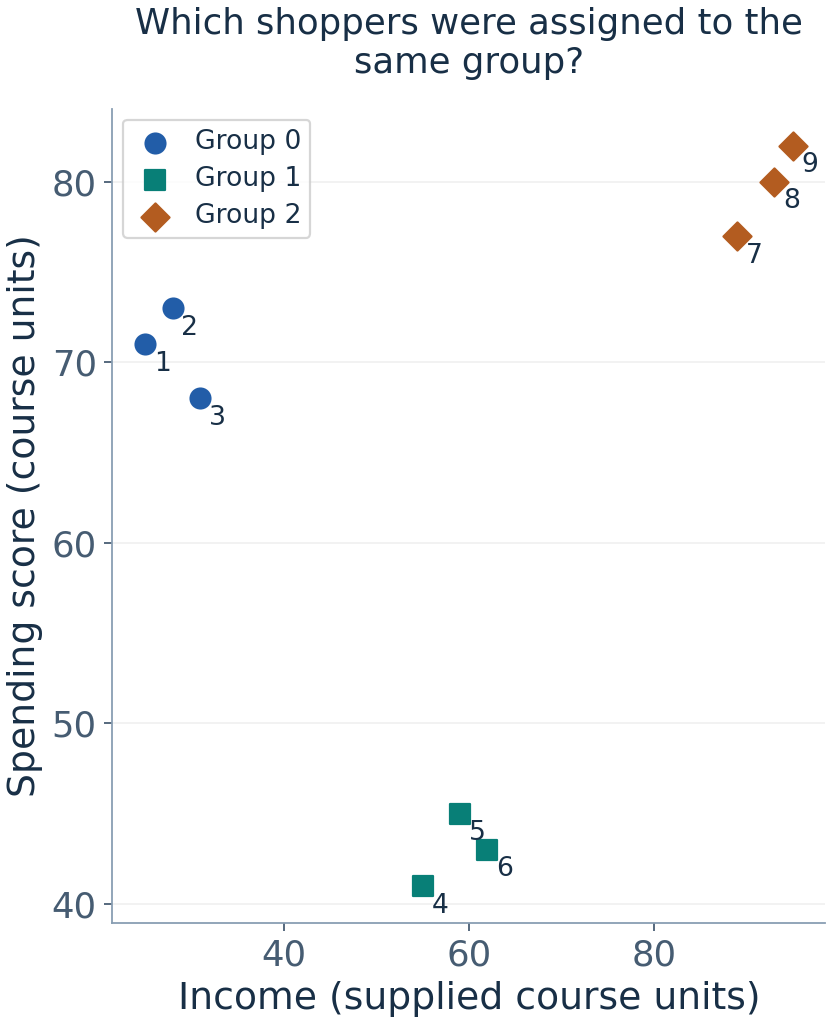 Which shoppers were assigned to the
same group?
Group 0
Group 1
Group 2
80
70
60
50
40
Spending score (course units)
9
8
7
2
1
3
5
6
4
40
60
80
Income (supplied course units)